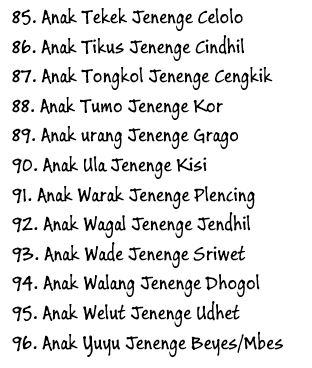 85. Anak Tekek Jenenge Celolo
86. Anak Tikus Jenenge Cindhil
87. Anak Tongkol Jenenge Cengkik
88. Anak Tumo Jenenge Kor
89. Anak urang Jenenge Grago
90. Anak Ula Jenenge Kisi
91. Anak Warak Jenenge Plencing
92. Anak Wagal Jenenge Jendhil
93. Anak Wade Jenenge Sriwet
94. Anak Walang Jenenge Dhogol
95. Anak Welut Jenenge Udhet
96. Anak Yuyu Jenenge Beyes/Mbes